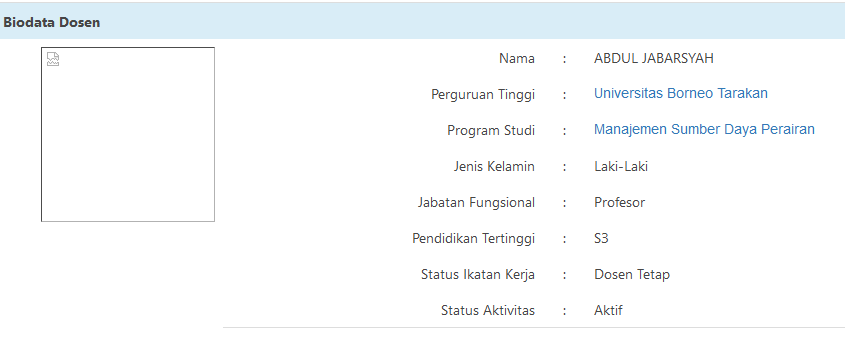 Biodata Dosen
Nama : ABDUL JABARSYAH
Perguruan Tinggi : Universitas Borneo Tarakan
Program Studi : Manajemen Sumber Daya Perairan
Jenis Kelamin : Laki-Laki
Jabatan Fungsional : Profesor
Pendidikan Tertinggi : S3
Status Ikatan Kerja : Dosen Tetap
Status Aktivitas : Aktif